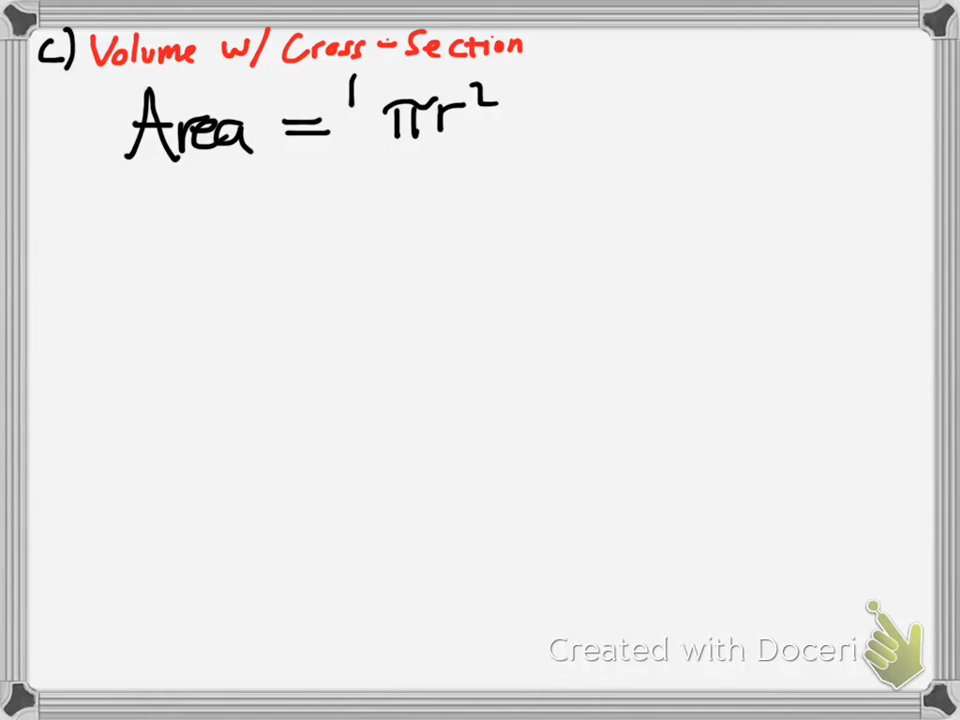 c) Volume w/ Cross-Section
Area = 1 πr²
Created with Doceri